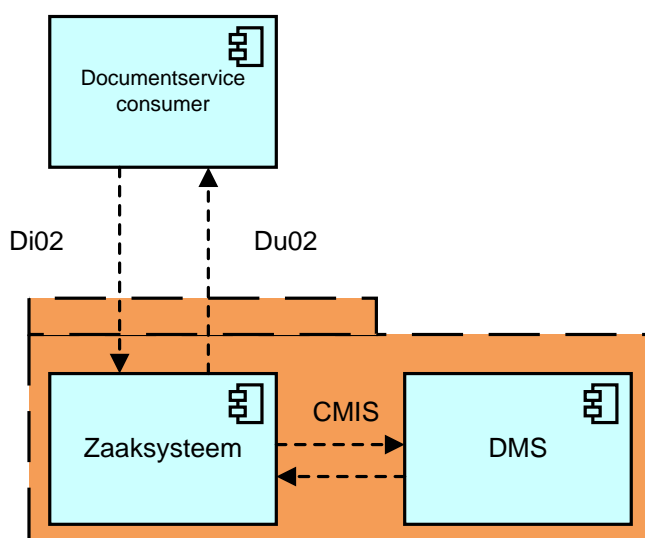 Documentservice
consumer
Di02
Du02
CMIS
Zaaksysteem
DMS